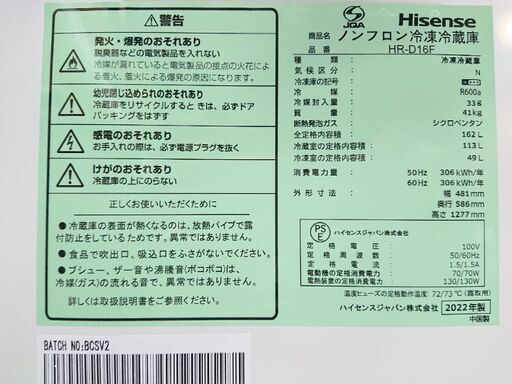 ⚠警告
発火・爆発のおそれあり
脱臭器などの電気製品を入れない
冷媒が漏れていると電気製品の接点の火花に
よる着火・着火により爆発のおそれあり
幼児閉じ込めのおそれあり
冷蔵庫をリサイクルするときは、必ずドア
パッキングをはずす
感電のおそれあり
お手入れの際は、必ず電源プラグを抜く
けがのおそれあり
冷蔵庫の上にのらない
正しくお使いいただくために
●冷蔵庫の表面が熱くなるのは、放熱パイプで露
付防止をしているためです。異常ではありません。
●食品で吹出口、吸込口をふさがないでください。
●ブシュー、ザー音や沸騰音(ポコポコ)は、
冷媒(ガス)の流れる音です。異常ではありません。
詳しくは取扱説明書をご覧ください。
JQA
Hisense
商品名 ノンフロン冷凍冷蔵庫
品番 HR-D16F
種類 冷凍冷蔵庫
気候区分 N
冷凍庫の記号
冷媒 R600a
冷媒封入量 33g
質量 41kg
断熱発泡ガス シクロペンタン
全定格内容積 162L
冷蔵室の定格内容積: 113L
冷凍室の定格内容積: 49L
消費電力量 50Hz 306kWh/年
60Hz 306kWh/年
外形寸法 幅 481mm
奥行 586mm
高さ 1277mm
PSE
ハイセンスジャパン株式会社
定格電圧: 100V
定格周波数: 50/60Hz
定格電流: 1.5/1.5A
電動機の定格消費電力: 70/70W
電熱装置の定格消費電力: 130/130W
温度ヒューズの定格動作温度: 72/73℃
ハイセンスジャパン株式会社
2022年製
中国製
BATCH NO:BCSV2